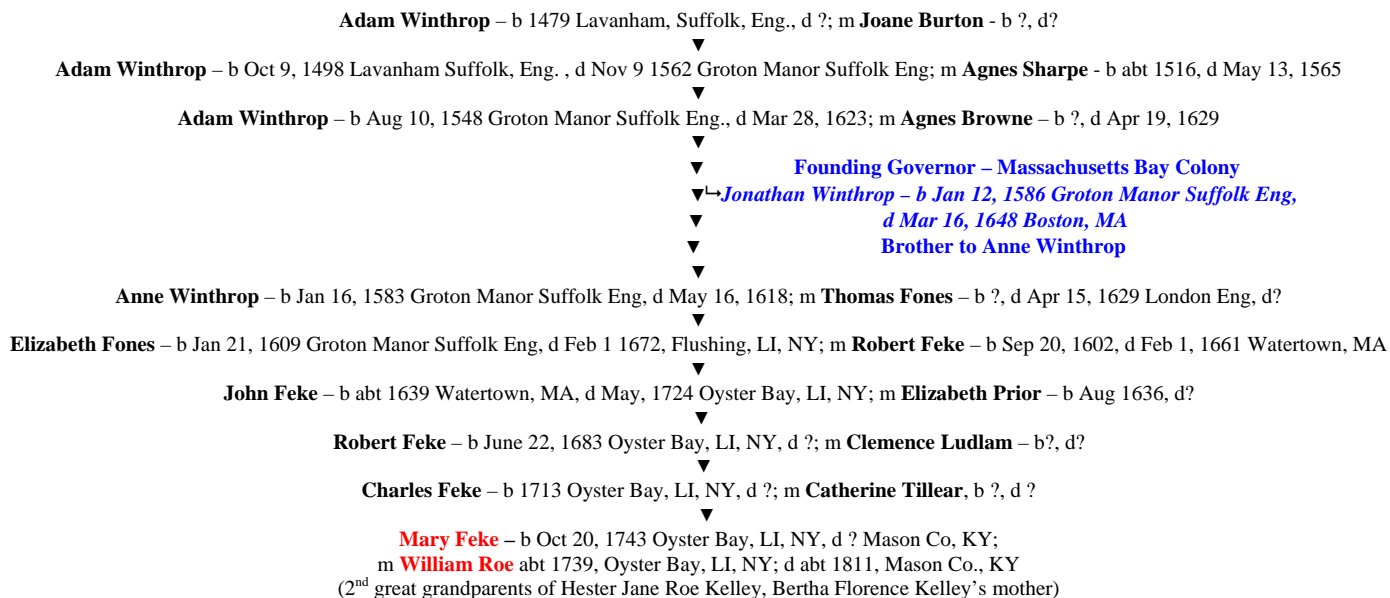 Adam Winthrop – b 1479 Lavanham, Suffolk, Eng., d ?; m Joane Burton - b ?, d?
▼
Adam Winthrop – b Oct 9, 1498 Lavanham Suffolk, Eng. , d Nov 9 1562 Groton Manor Suffolk Eng; m Agnes Sharpe - b abt 1516, d May 13, 1565
▼
Adam Winthrop – b Aug 10, 1548 Groton Manor Suffolk Eng., d Mar 28, 1623; m Agnes Browne – b ?, d Apr 19, 1629
▼
▼ Founding Governor – Massachusetts Bay Colony
▼↳Jonathan Winthrop – b Jan 12, 1586 Groton Manor Suffolk Eng,
▼ d Mar 16, 1648 Boston, MA
▼ Brother to Anne Winthrop
▼
Anne Winthrop – b Jan 16, 1583 Groton Manor Suffolk Eng, d May 16, 1618; m Thomas Fones – b ?, d Apr 15, 1629 London Eng, d?
▼
Elizabeth Fones – b Jan 21, 1609 Groton Manor Suffolk Eng, d Feb 1 1672, Flushing, LI, NY; m Robert Feke – b Sep 20, 1602, d Feb 1, 1661 Watertown, MA
▼
John Feke – b abt 1639 Watertown, MA, d May, 1724 Oyster Bay, LI, NY; m Elizabeth Prior – b Aug 1636, d?
▼
Robert Feke – b June 22, 1683 Oyster Bay, LI, NY, d ?; m Clemence Ludlam – b?, d?
▼
Charles Feke – b 1713 Oyster Bay, LI, NY, d ?; m Catherine Tillear, b ?, d ?
▼
Mary Feke – b Oct 20, 1743 Oyster Bay, LI, NY, d ? Mason Co, KY;
m William Roe abt 1739, Oyster Bay, LI, NY; d abt 1811, Mason Co., KY
(2nd great grandparents of Hester Jane Roe Kelley, Bertha Florence Kelley's mother)